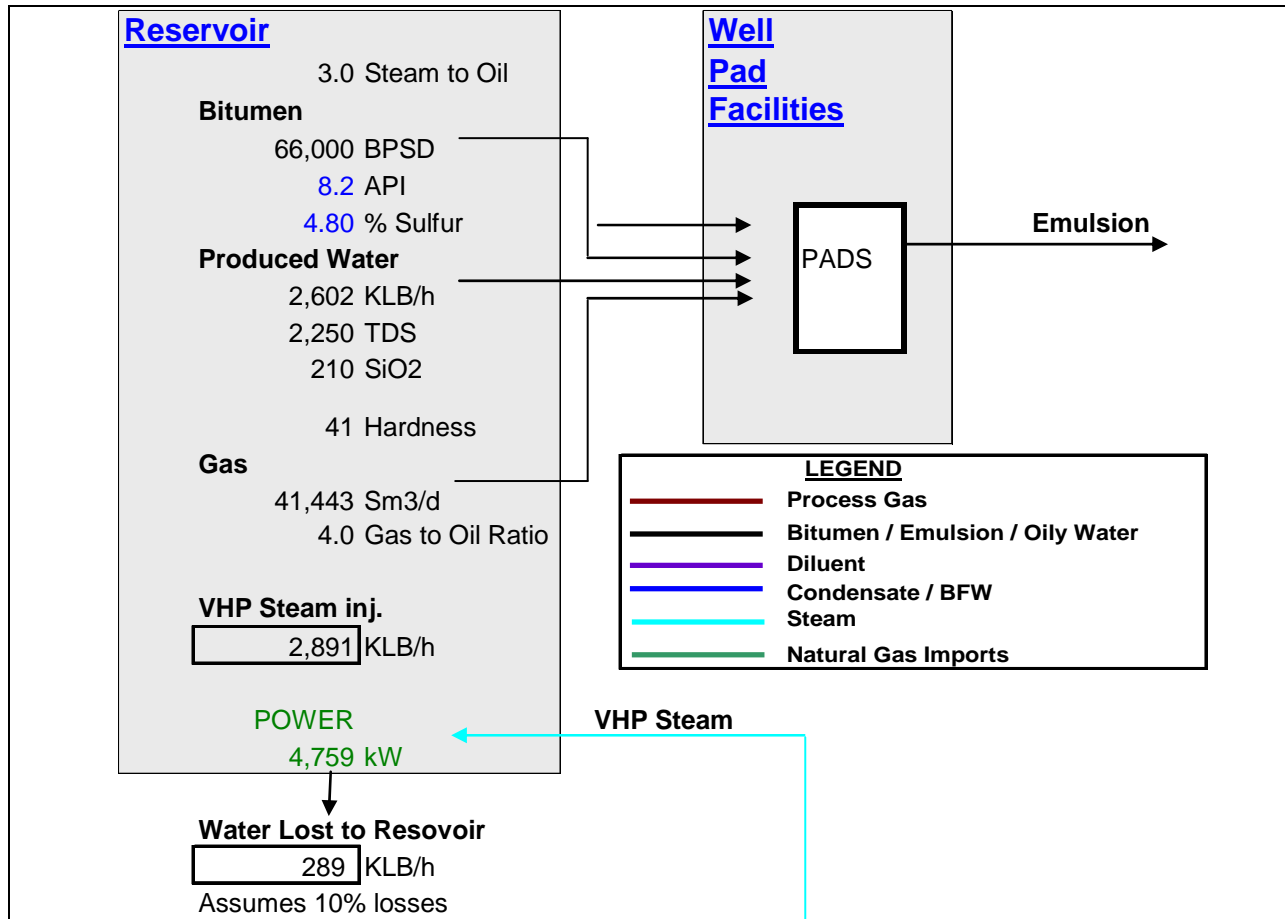 Reservoir
3.0 Steam to Oil
Bitumen
66,000 BPSD
8.2 API
4.80 % Sulfur
Produced Water
2,602 KLB/h
2,250 TDS
210 SiO2
41 Hardness
Gas
41,443 Sm3/d
4.0 Gas to Oil Ratio
VHP Steam inj.
2,891 KLB/h
POWER
4,759 kW
Water Lost to Resovoir
289 KLB/h
Assumes 10% losses
Well
Pad
Facilities
PADS
Emulsion
LEGEND
Process Gas
Bitumen / Emulsion / Oily Water
Diluent
Condensate / BFW
Steam
Natural Gas Imports
VHP Steam